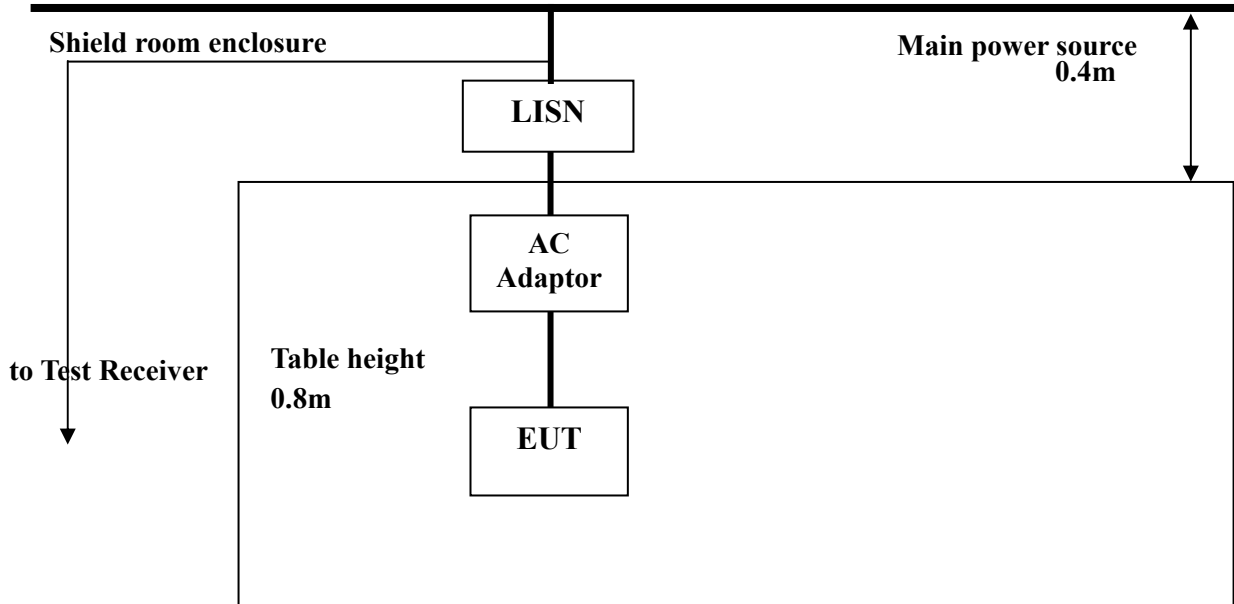 Shield room enclosure
Main power source
0.4m
LISN
AC
Adaptor
Table height
0.8m
to Test Receiver
EUT